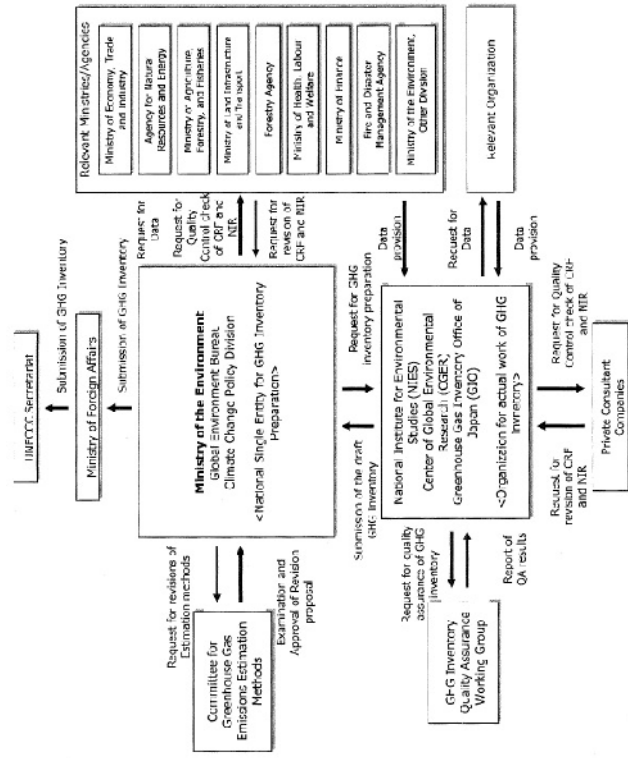 UNFCCC Secretariat
Submission of GHG Inventory
Ministry of Foreign Affairs
Submission of GHG Inventory
Relevant Ministries/Agencies
Ministry of Economy, Trade
and Industry
Agency for Natural
Resources and Energy
Ministry of Agriculture,
Forestry, and Fisheries
Ministry of Land Infrastructure
and Transport
Forestry Agency
Ministry of Health, Labour
and Welfare
Ministry of Finance
Fire and Disaster
Management Agency
Ministry of the Environment,
Other Division
Request for
Data
Request for
Quality
Control check
of CRF and
NIR
Request for
revision of
CRF and NIR
Ministry of the Environment
Global Environment Bureau
Climate Change Policy Division
<National Single Entity for GHG Inventory
Preparation>
Request for revisions of
Estimation methods
Committee for
Greenhouse Gas
Emissions Estimation
Methods
Examination and
Approval of Revision
proposal
Submission of the draft
GHG Inventory
Request for GHG
inventory preparation
Data
provision
National Institute for Environmental
Studies (NIES)
Center of Global Environmental
Research (CGER)
Greenhouse Gas Inventory Office of
Japan (GIO)
<Organization for actual work of GHG
Request for
Data
Data
provision
Relevant Organization
Request for quality
assurance of GHG
inventory
Report of
QA results
GHG Inventory
Quality Assurance
Working Group
Request for
revision of CRF
and NIR
Request for Quality
Control check of CRF
and NIR
Private Consultant
Companies